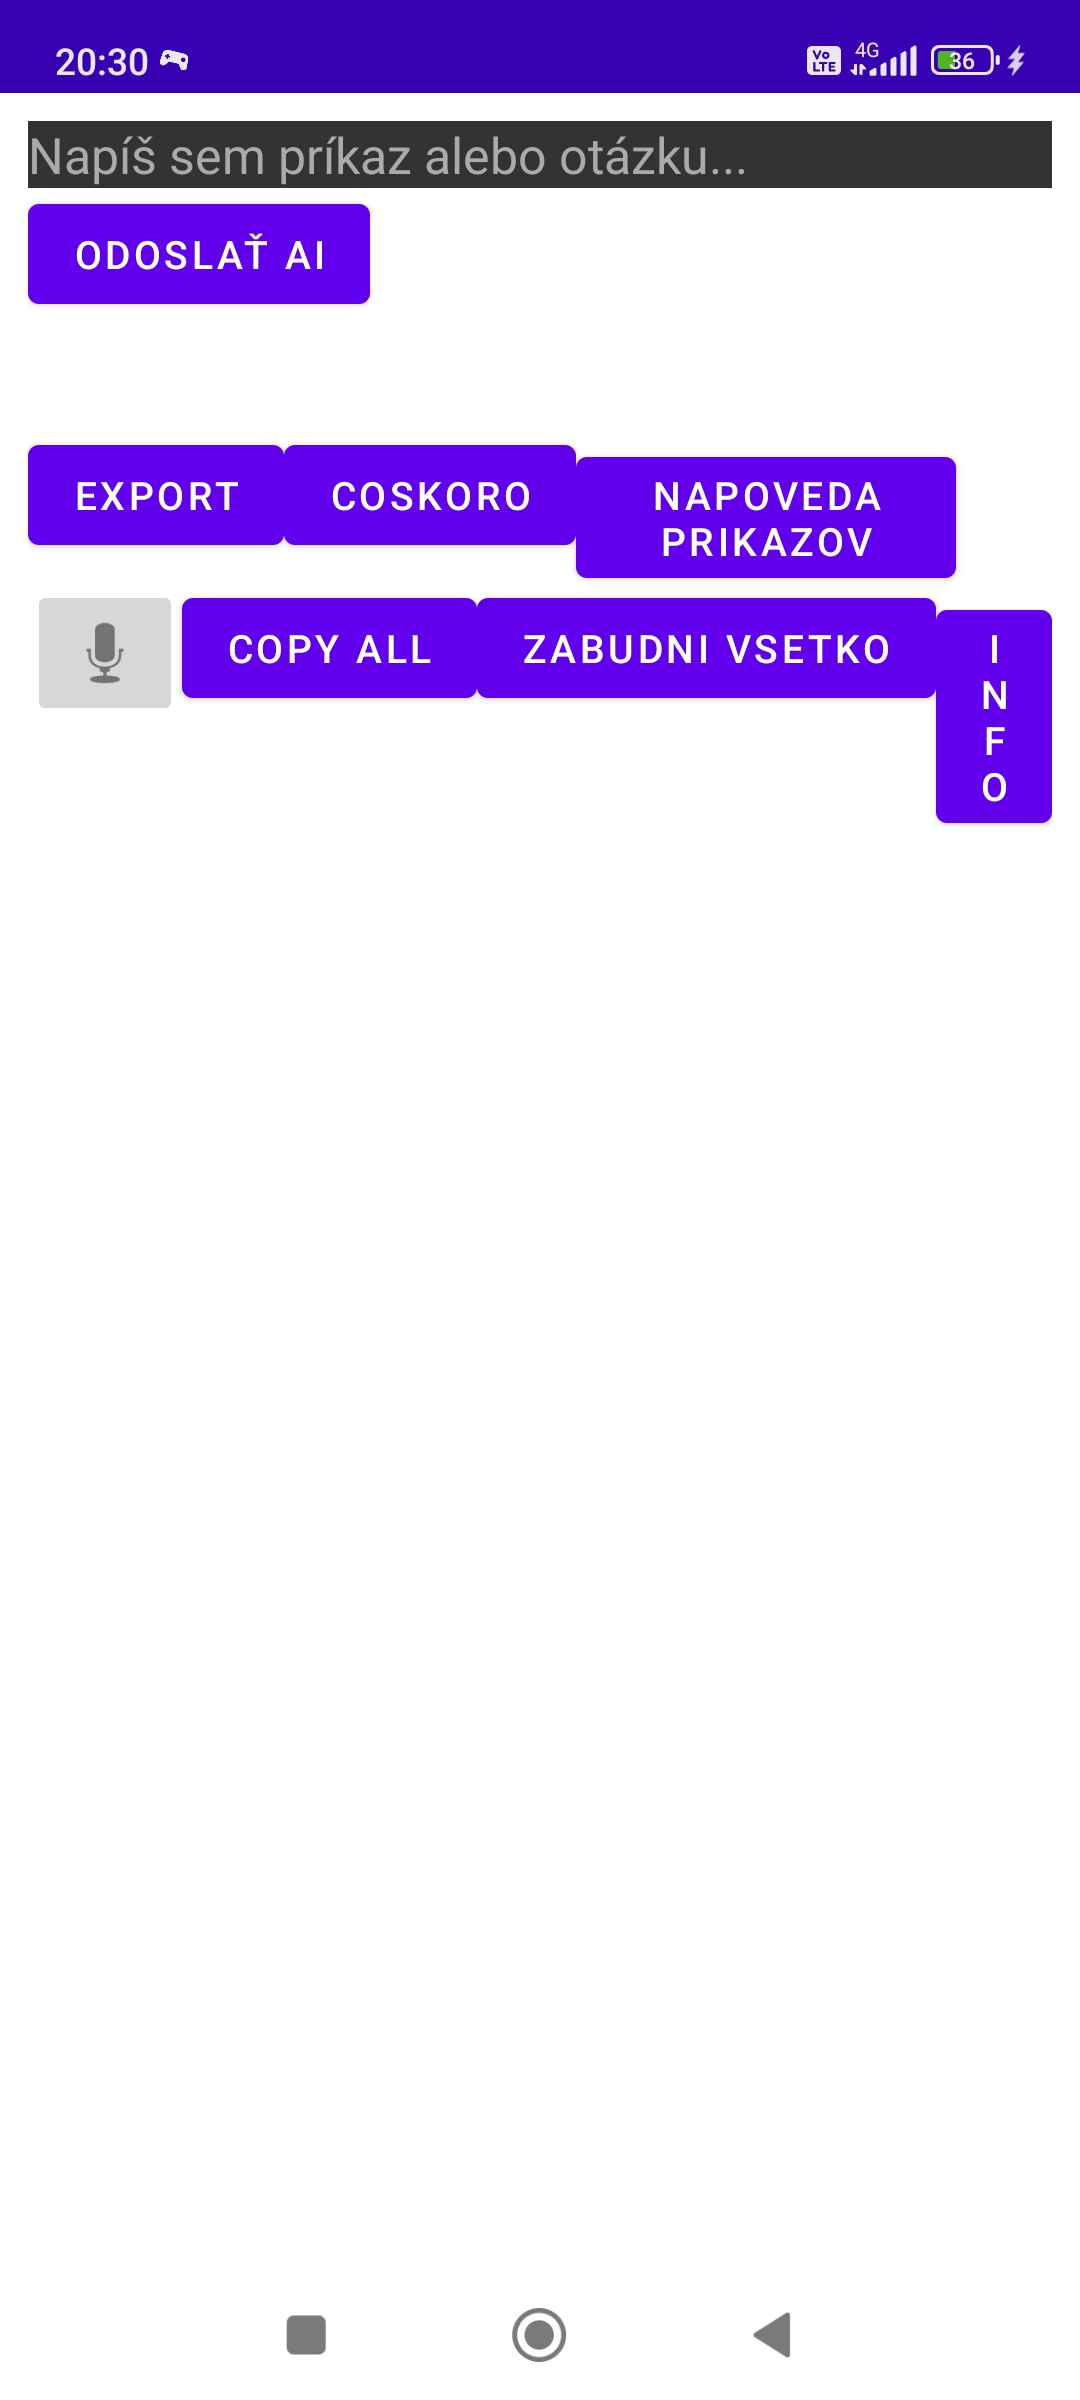 20:30 Vo LTE 4G 36
Napíš sem príkaz alebo otázku...
ODOSLAŤ AI
EXPORT COSKORO NAPOVEDA
PRIKAZOV
COPY ALL ZABUDNI VSETKO I
N
F
O